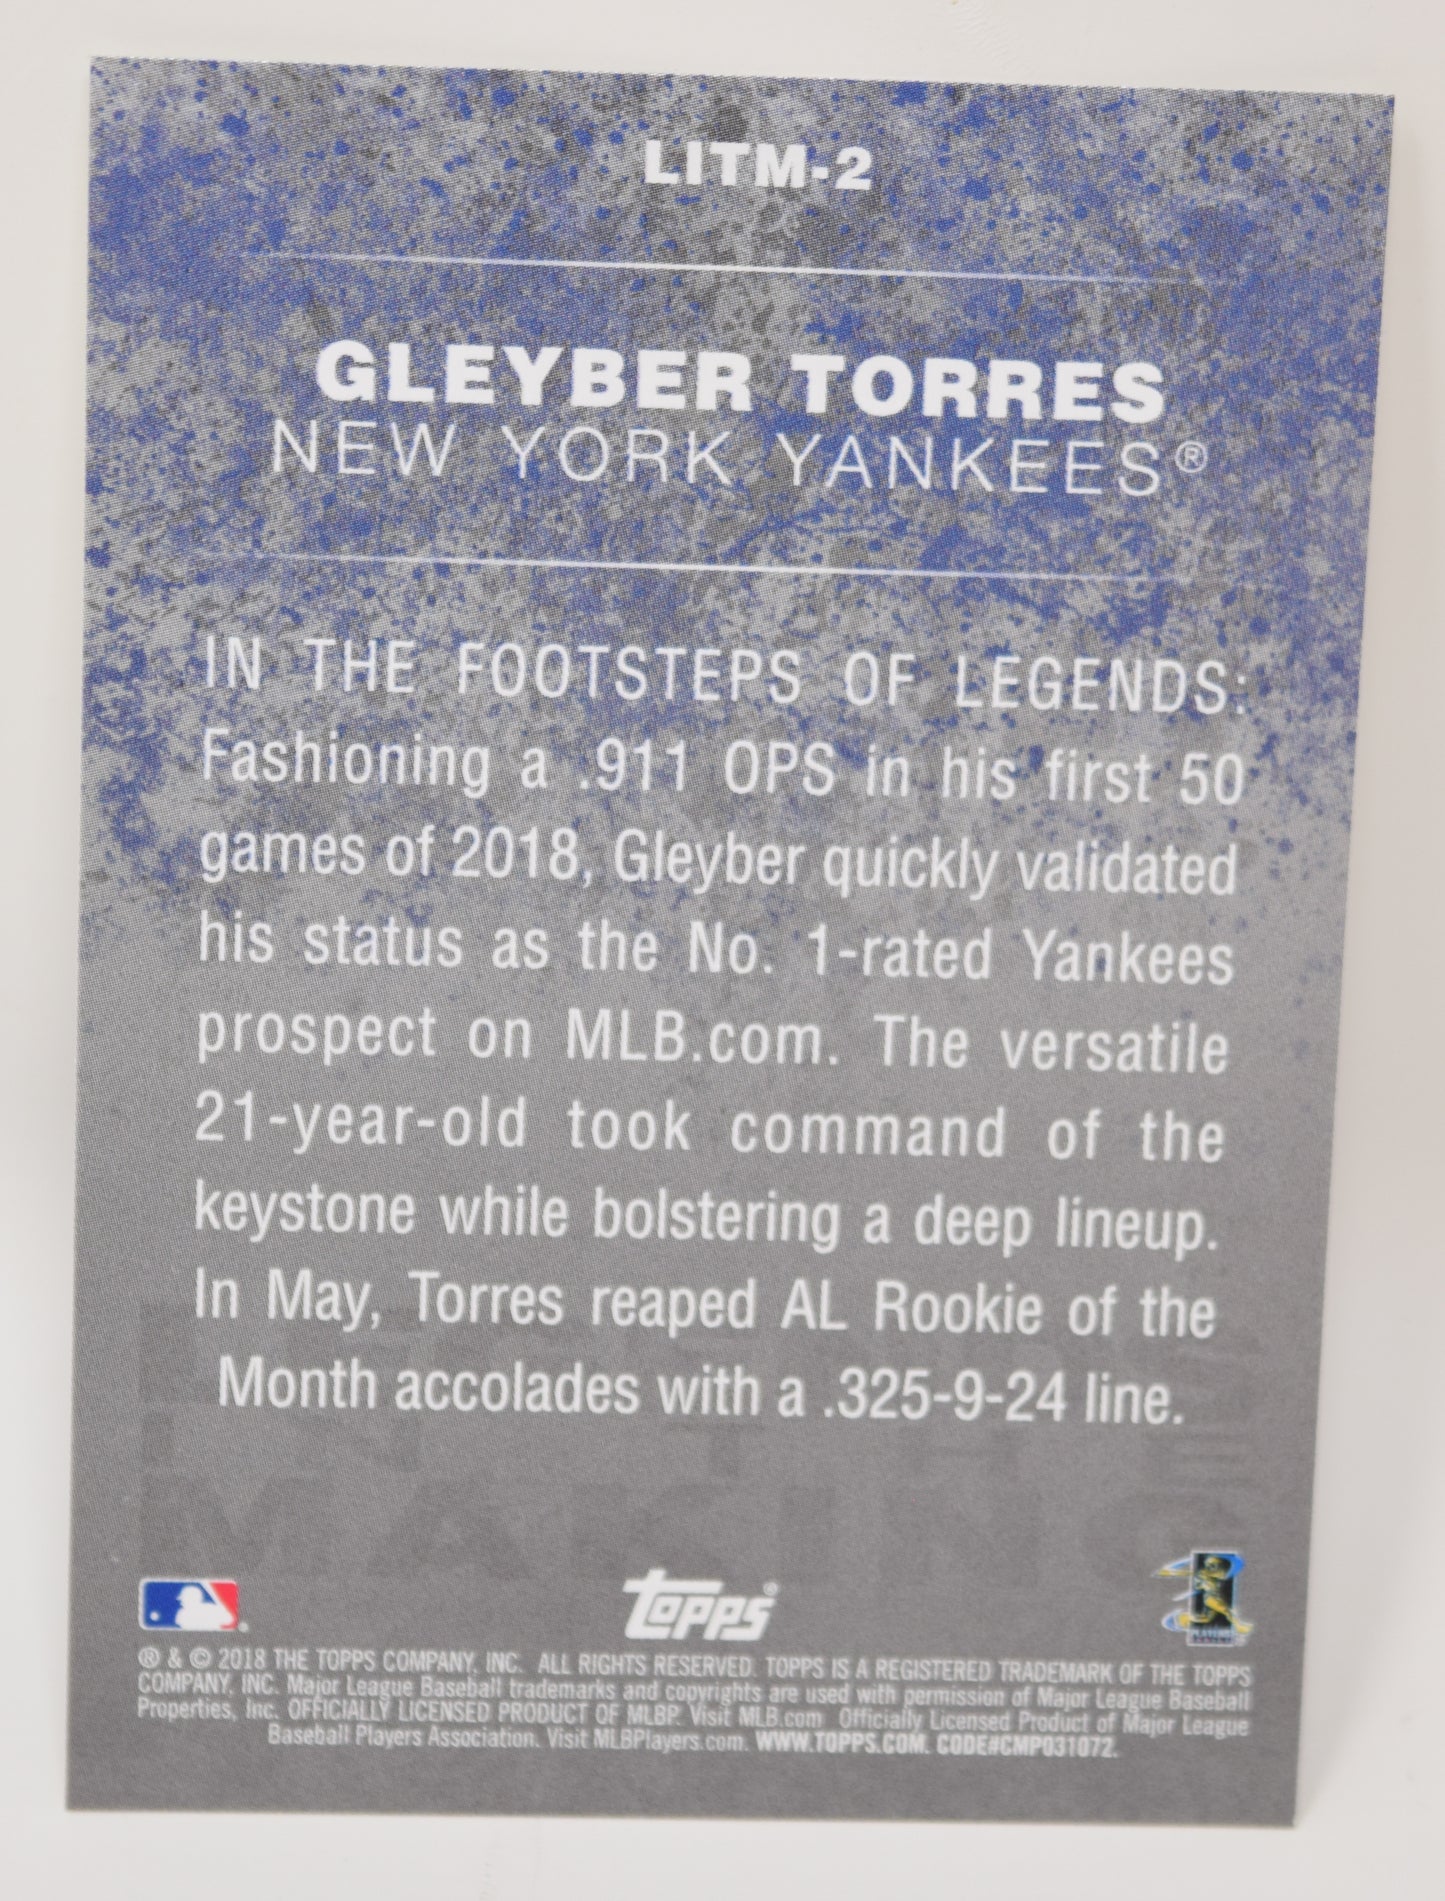 LITM-2
GLEYBER TORRES
NEW YORK YANKEES®
IN THE FOOTSTEPS OF LEGENDS:
Fashioning a .911 OPS in his first 50
games of 2018, Gleyber quickly validated
his status as the No. 1-rated Yankees
prospect on MLB.com. The versatile
21-year-old took command of the
keystone while bolstering a deep lineup.
In May, Torres reaped AL Rookie of the
Month accolades with a .325-9-24 line.
MAKING
topps®
PLAYERS
® & © 2018 THE TOPPS COMPANY, INC. ALL RIGHTS RESERVED. TOPPS IS A REGISTERED TRADEMARK OF THE TOPPS
COMPANY, INC. Major League Baseball trademarks and copyrights are used with permission of Major League Baseball
Properties, Inc. OFFICIALLY LICENSED PRODUCT OF MLBP. Visit MLB.com Officially Licensed Product of Major League
Baseball Players Association. Visit MLBPlayers.com. WWW.TOPPS.COM. CODE#CMP031072.